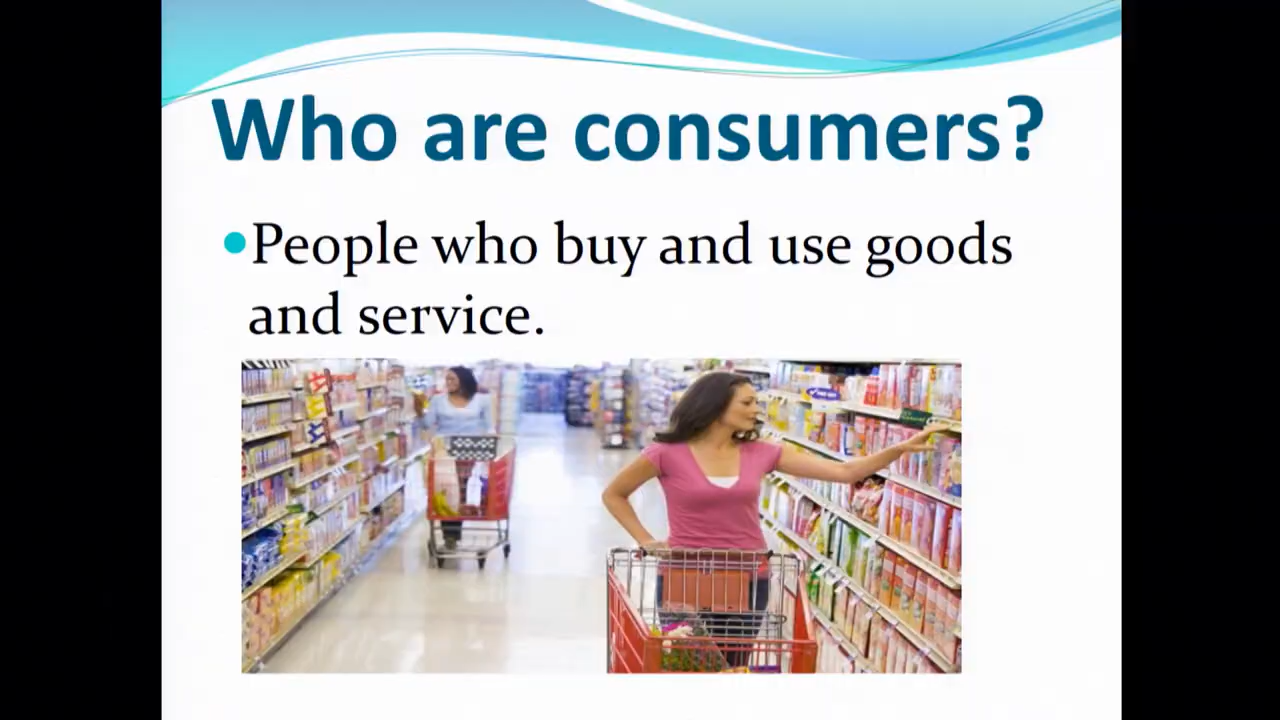 Who are consumers?
People who buy and use goods
and service.